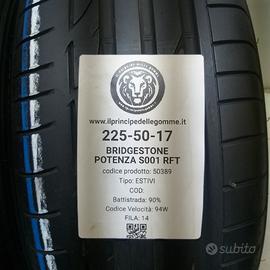 www.ilprincipedellegomme.it
225-50-17
BRIDGESTONE
POTENZA S001 RFT
codice prodotto: 50389
Tipo: ESTIVI
COD:
Battistrada: 90%
Codice Velocità: 94W
FILA: 14
subito